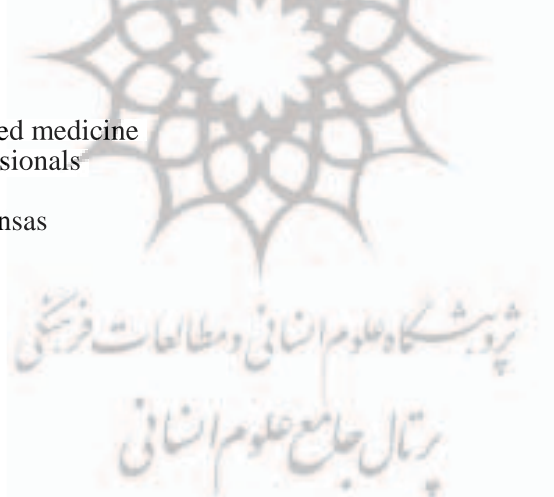 ed medicine
sionals
nsas
پژوهشگاه علوم انسانی و مطالعات فرهنگی
پرتال جامع علوم انسانی